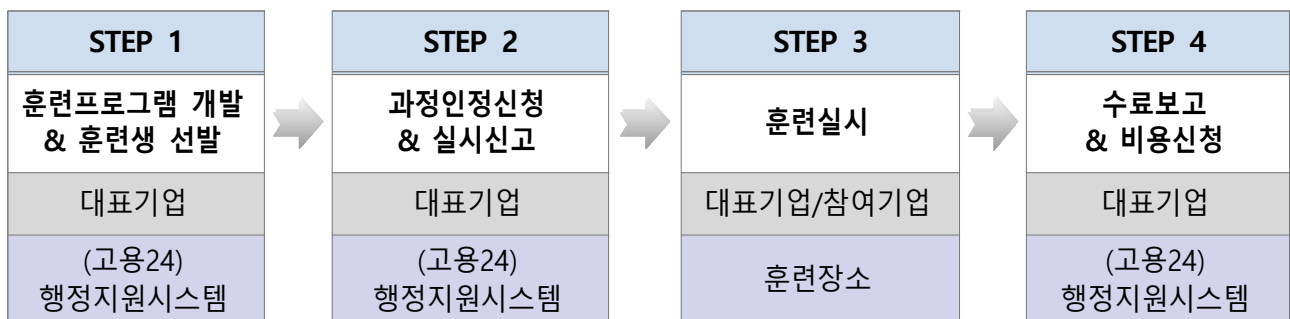 STEP 1
훈련프로그램 개발
& 훈련생 선발
대표기업
(고용24)
행정지원시스템
STEP 2
과정인정신청
& 실시신고
대표기업
(고용24)
행정지원시스템
STEP 3
훈련실시
대표기업/참여기업
훈련장소
STEP 4
수료보고
& 비용신청
대표기업
(고용24)
행정지원시스템